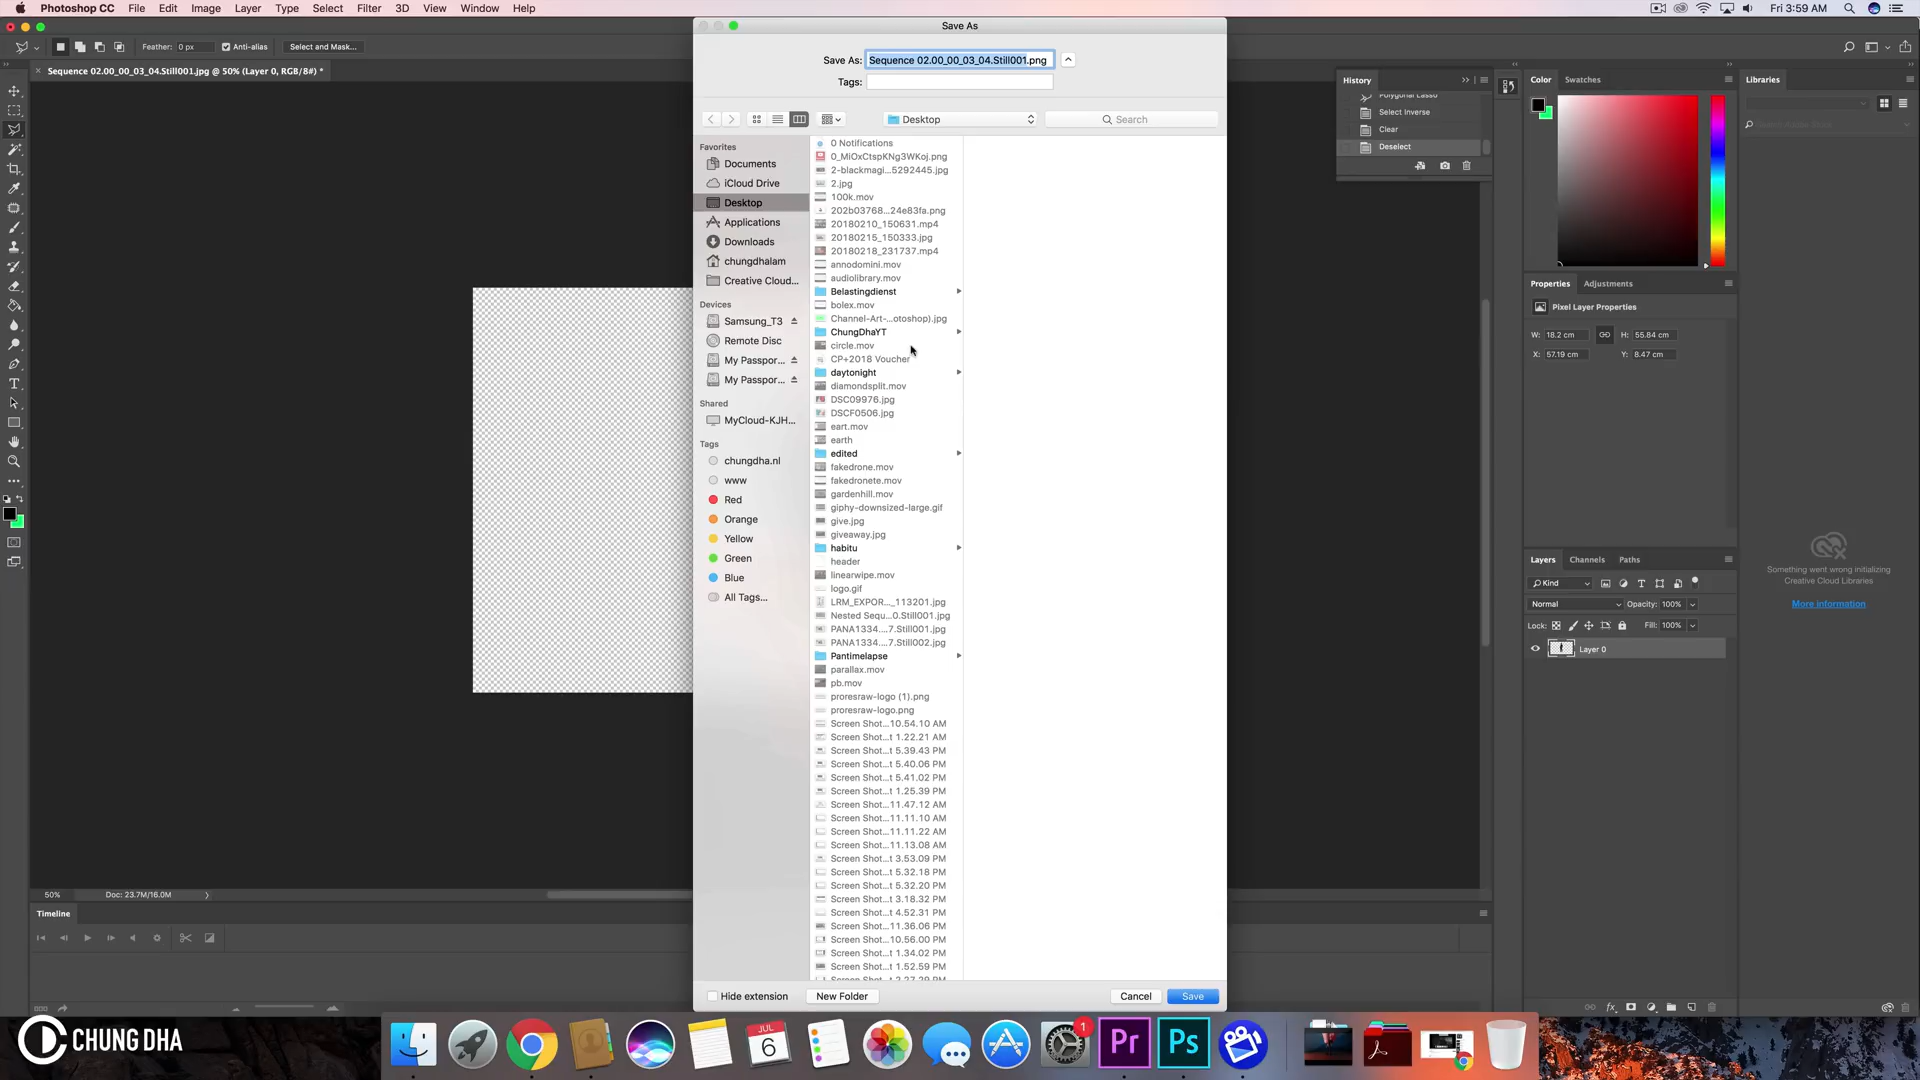 Photoshop CC File Edit Image Layer Type Select Filter 3D View Window Help
Fri 3:59 AM
Feather: 0 px Anti-alias Select and Mask...
Sequence 02.00_00_03_04.Still001.jpg @ 50% (Layer 0, RGB/8#) *
Save As
Save As: Sequence 02.00_00_03_04.Still001.png
Tags:
Desktop
Search
Favorites
Documents
iCloud Drive
Desktop
Applications
Downloads
chungdhalam
Creative Cloud...
Devices
Samsung_T3
Remote Disc
My Passpor...
My Passpor...
Shared
MyCloud-KJH...
Tags
chungdha.nl
www
Red
Orange
Yellow
Green
Blue
All Tags...
0 Notifications
0_MiOxCtspKNg3WKoj.png
2-blackmagi...5292445.jpg
2.jpg
100k.mov
202b03768...24e83fa.png
20180210_150631.mp4
20180215_150333.jpg
20180218_231737.mp4
annodomini.mov
audiolibrary.mov
Belastingdienst
bolex.mov
Channel-Art-...otoshop).jpg
ChungDhaYT
circle.mov
CP+2018 Voucher
daytonight
diamondsplit.mov
DSC09976.jpg
DSCF0506.jpg
eart.mov
earth
edited
fakedrone.mov
fakedronete.mov
gardenhill.mov
giphy-downsized-large.gif
give.jpg
giveaway.jpg
habitu
header
linearwipe.mov
logo.gif
LRM_EXPOR..._113201.jpg
Nested Sequ...0.Still001.jpg
PANA1334....7.Still001.jpg
PANA1334....7.Still002.jpg
Pantimelapse
parallax.mov
pb.mov
proresraw-logo (1).png
proresraw-logo.png
Screen Shot...10.54.10 AM
Screen Shot...t 1.22.21 AM
Screen Shot...t 5.39.43 PM
Screen Shot...t 5.40.06 PM
Screen Shot...t 5.41.02 PM
Screen Shot...t 1.25.39 PM
Screen Shot...11.47.12 AM
Screen Shot...11.11.10 AM
Screen Shot...11.11.22 AM
Screen Shot...11.13.08 AM
Screen Shot...t 3.53.09 PM
Screen Shot...t 5.32.18 PM
Screen Shot...t 5.32.20 PM
Screen Shot...t 3.18.32 PM
Screen Shot...t 4.52.31 PM
Screen Shot...11.36.06 PM
Screen Shot...10.56.00 PM
Screen Shot...t 1.34.02 PM
Screen Shot...t 1.52.59 PM
Hide extension New Folder Cancel Save
History
Polygonal Lasso
Select Inverse
Clear
Deselect
Color Swatches
Properties Adjustments
Pixel Layer Properties
W: 18.2 cm H: 55.84 cm
X: 57.19 cm Y: 8.47 cm
Layers Channels Paths
Kind
Normal Opacity: 100%
Lock: Fill: 100%
Layer 0
Libraries
Something went wrong initializing
Creative Cloud Libraries
More information
50% Doc: 23.7M/16.0M
Timeline
CHUNG DHA
JUL
6
1
Pr
Ps